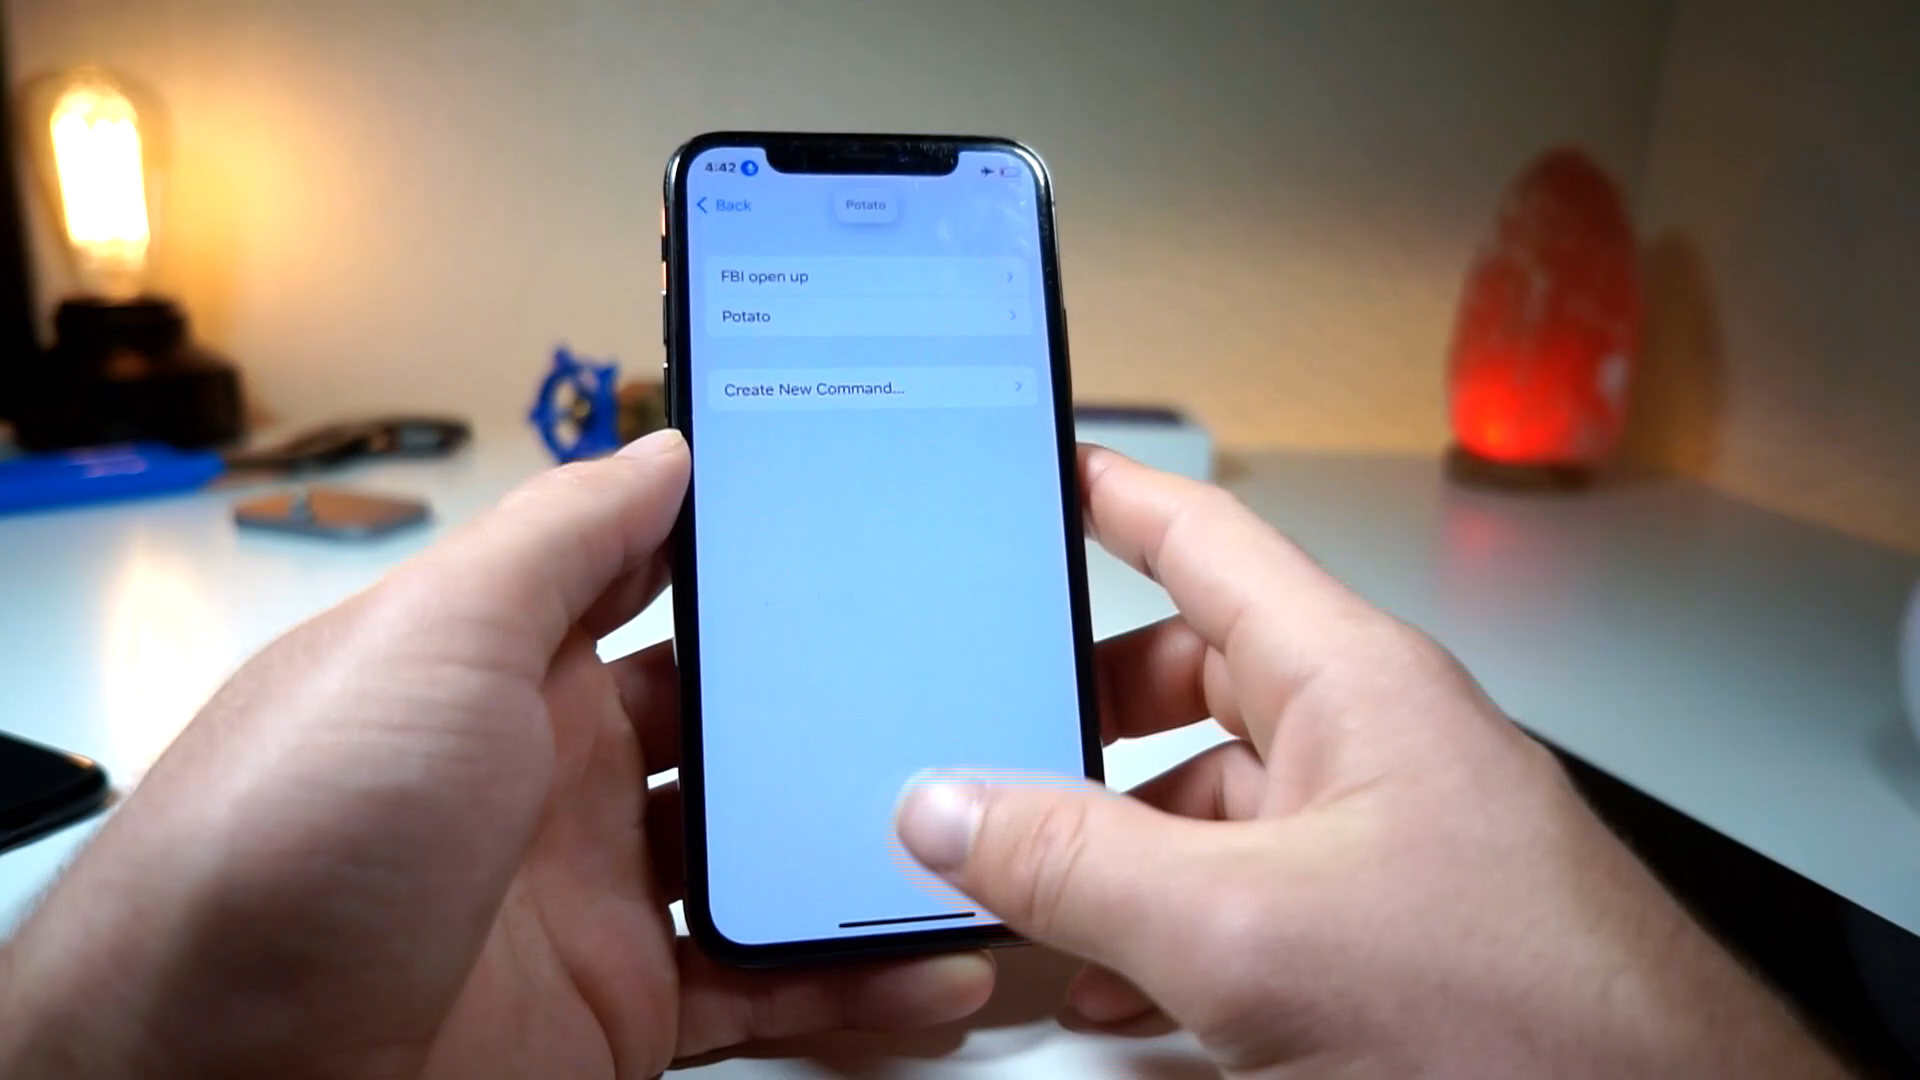 4:42
Back
Potato
FBI open up
Potato
Create New Command...